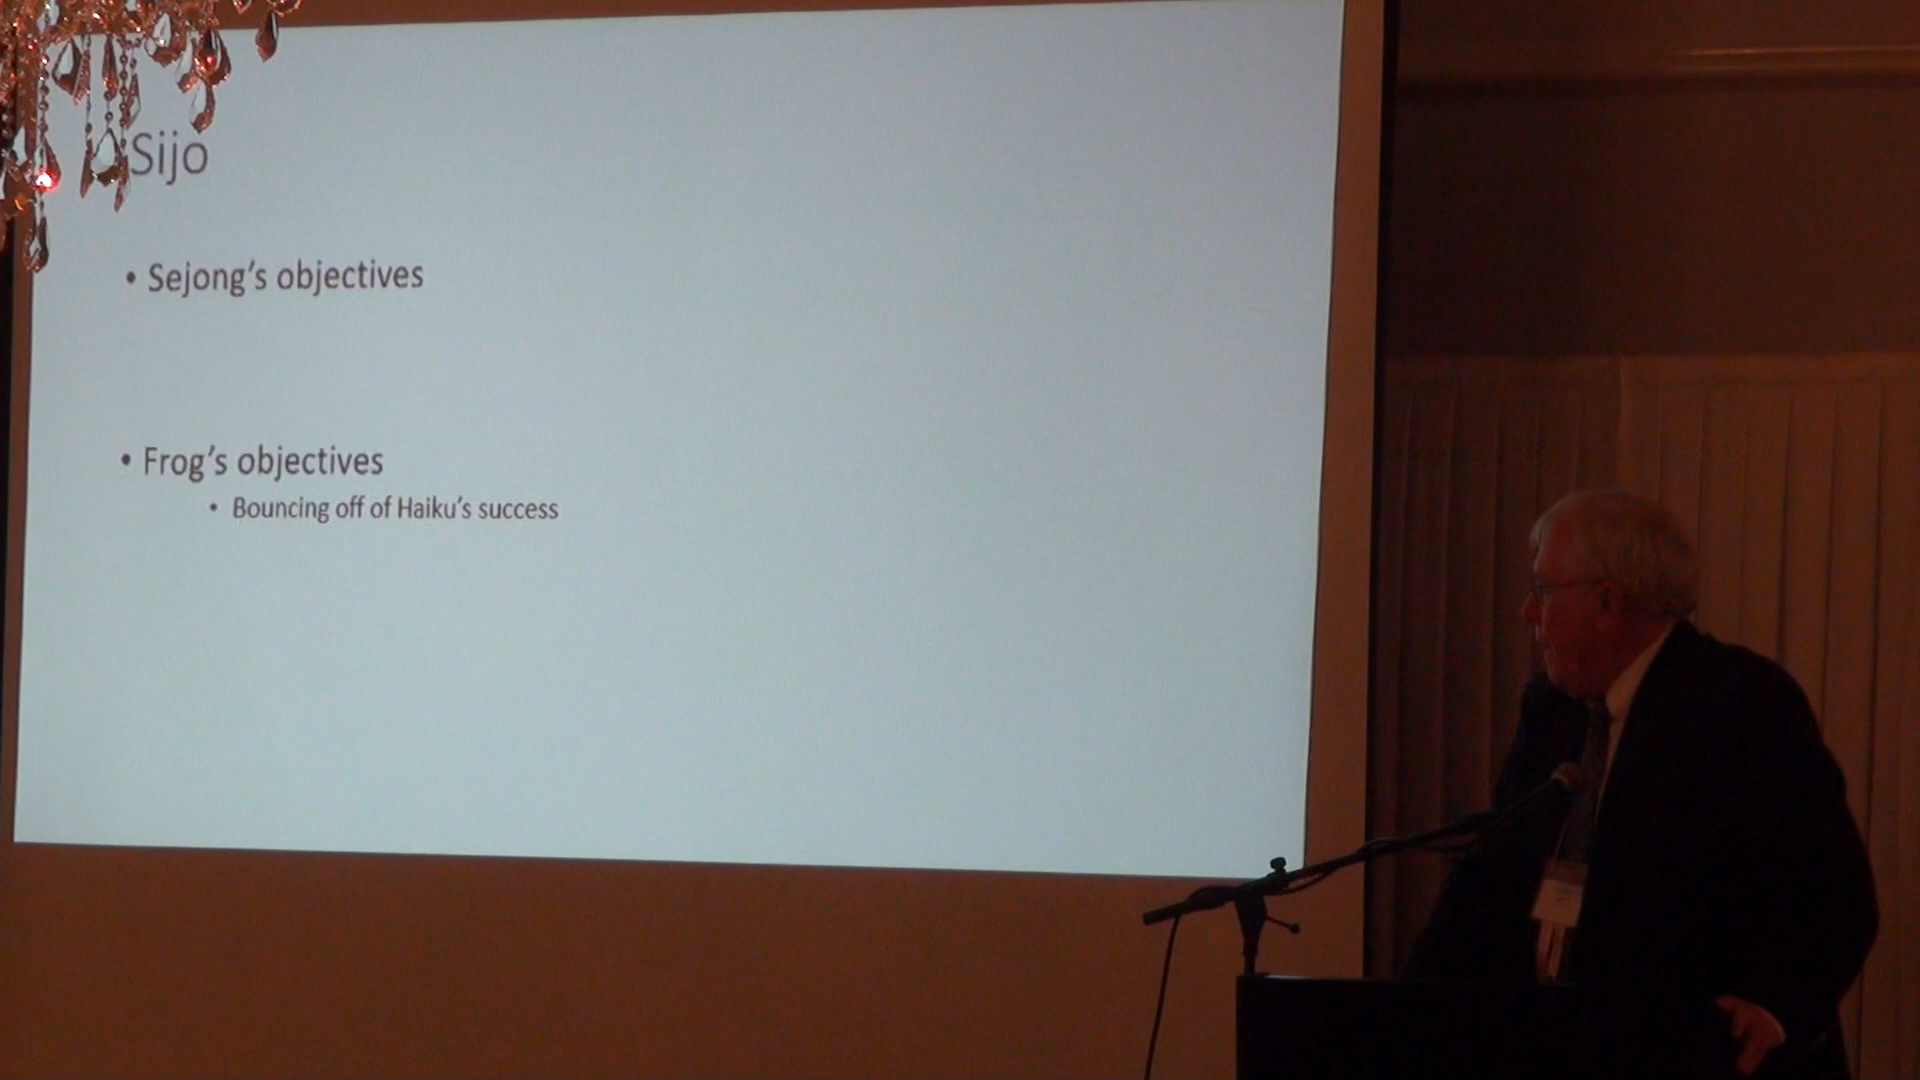 Sijo
• Sejong's objectives
• Frog's objectives
• Bouncing off of Haiku's success